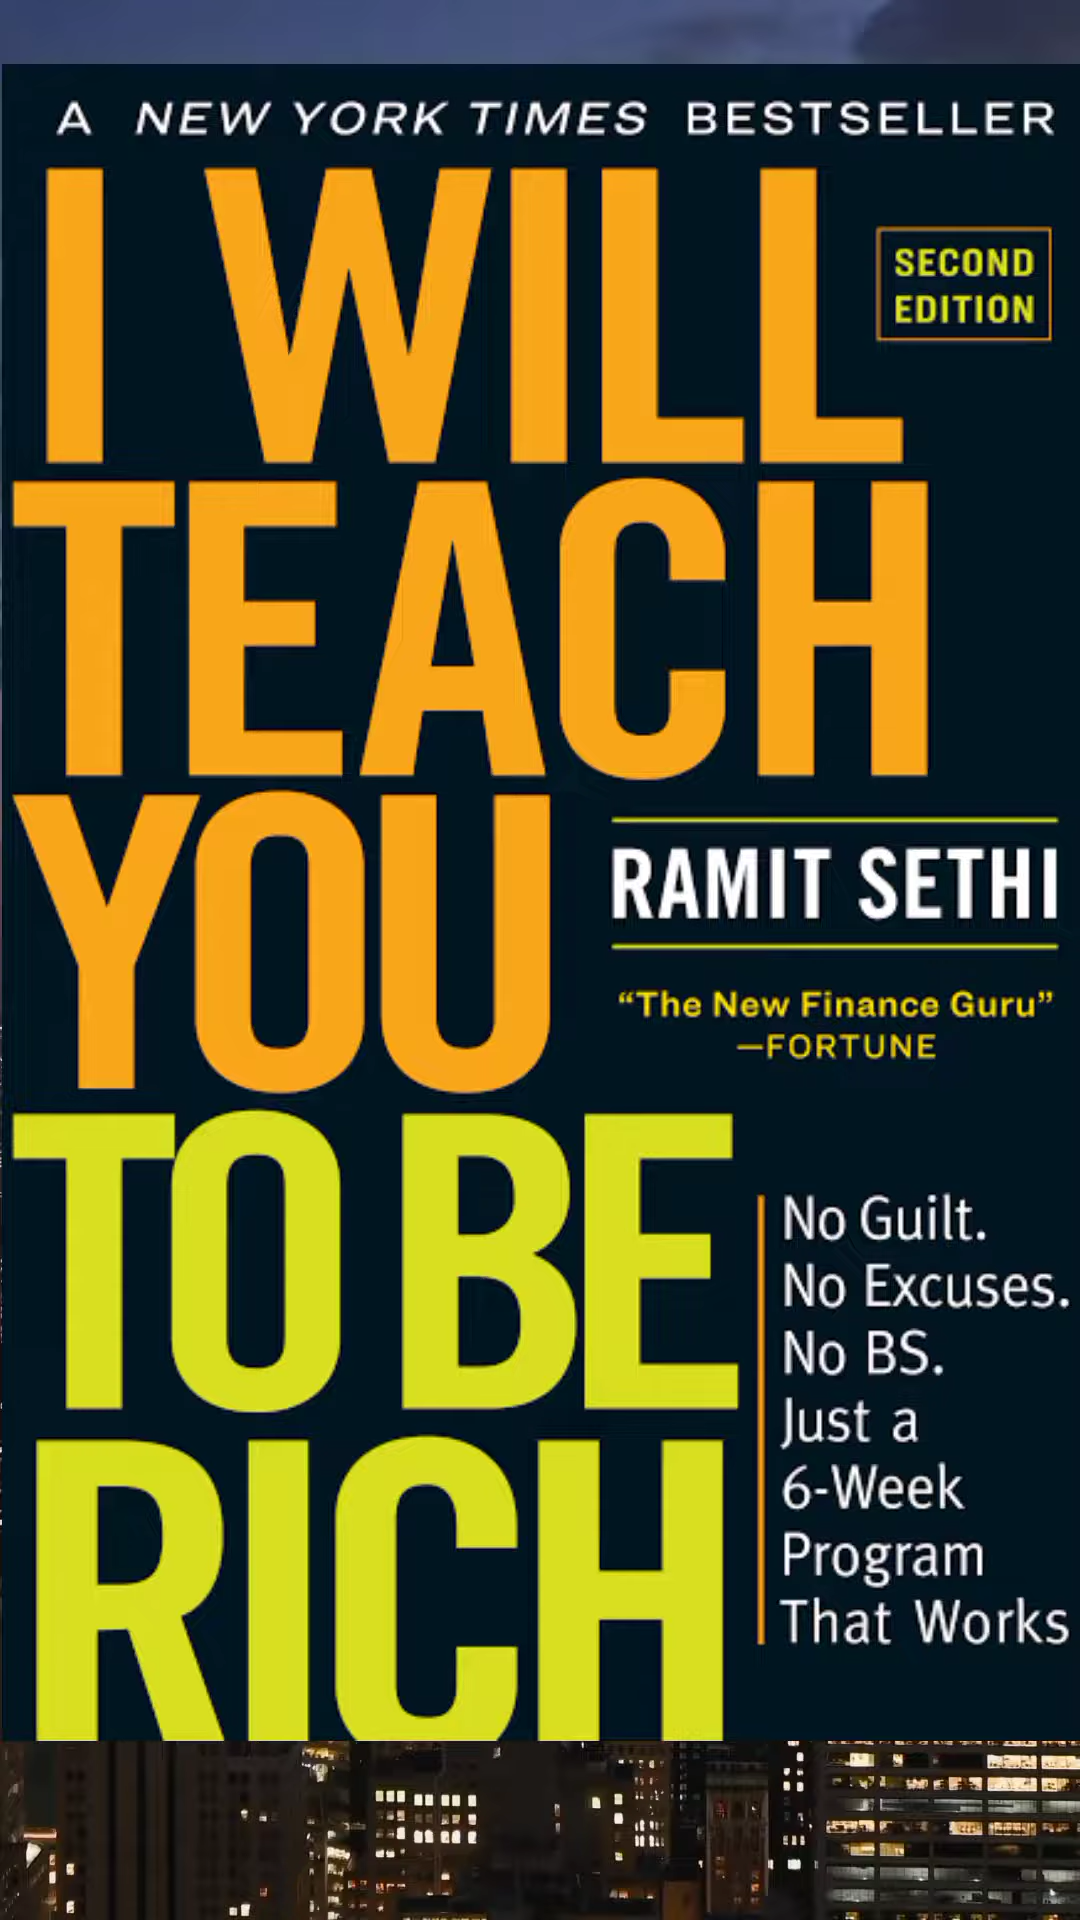 A NEW YORK TIMES BESTSELLER
I WILL
SECOND
EDITION
TEACH
YOU
RAMIT SETHI
“The New Finance Guru”
—FORTUNE
TO BE
RICH
No Guilt.
No Excuses.
No BS.
Just a
6-Week
Program
That Works